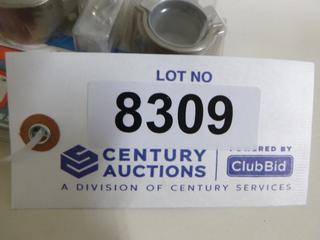 LOT NO
8309
CENTURY AUCTIONS
POWERED BY
ClubBid
A DIVISION OF CENTURY SERVICES